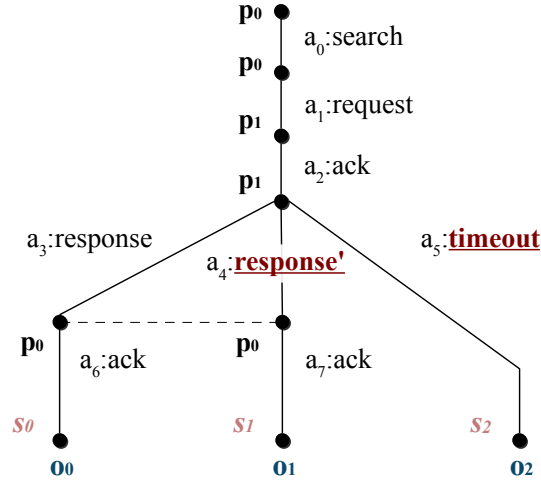 p₀
a₀:search
p₀
a₁:request
p₁
a₂:ack
p₁
a₃:response
a₄:response'
a₅:timeout
p₀
a₆:ack
p₀
a₇:ack
s₀
s₁
s₂
o₀
o₁
o₂